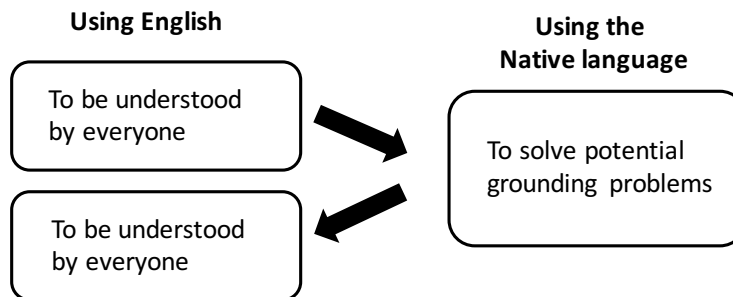 Using English
To be understood
by everyone
To be understood
by everyone
Using the
Native language
To solve potential
grounding problems